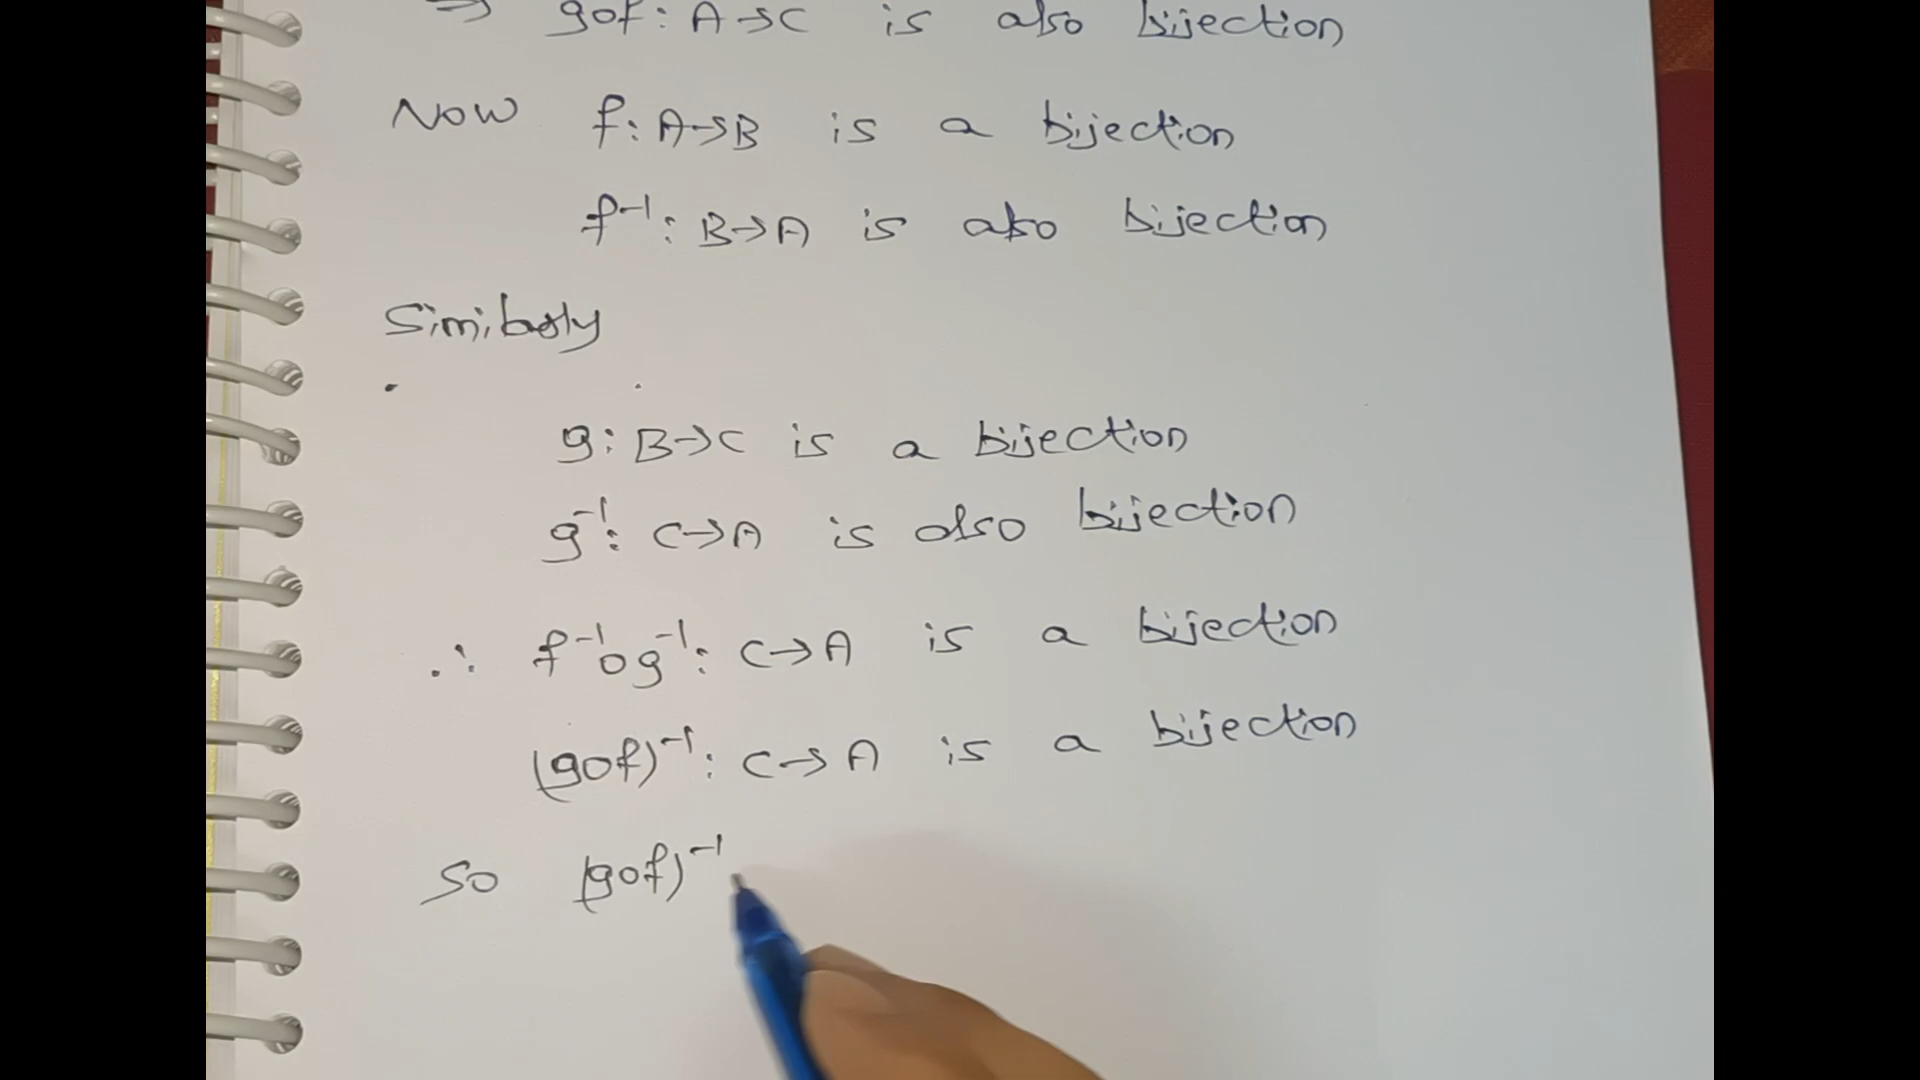 ⇒ gof: A→C is also bijection
Now f: A→B is a bijection
f⁻¹: B→A is also bijection
Similarly
g: B→C is a bijection
g⁻¹: C→A is also bijection
∴ f⁻¹og⁻¹: C→A is a bijection
(gof)⁻¹: C→A is a bijection
So (gof)⁻¹